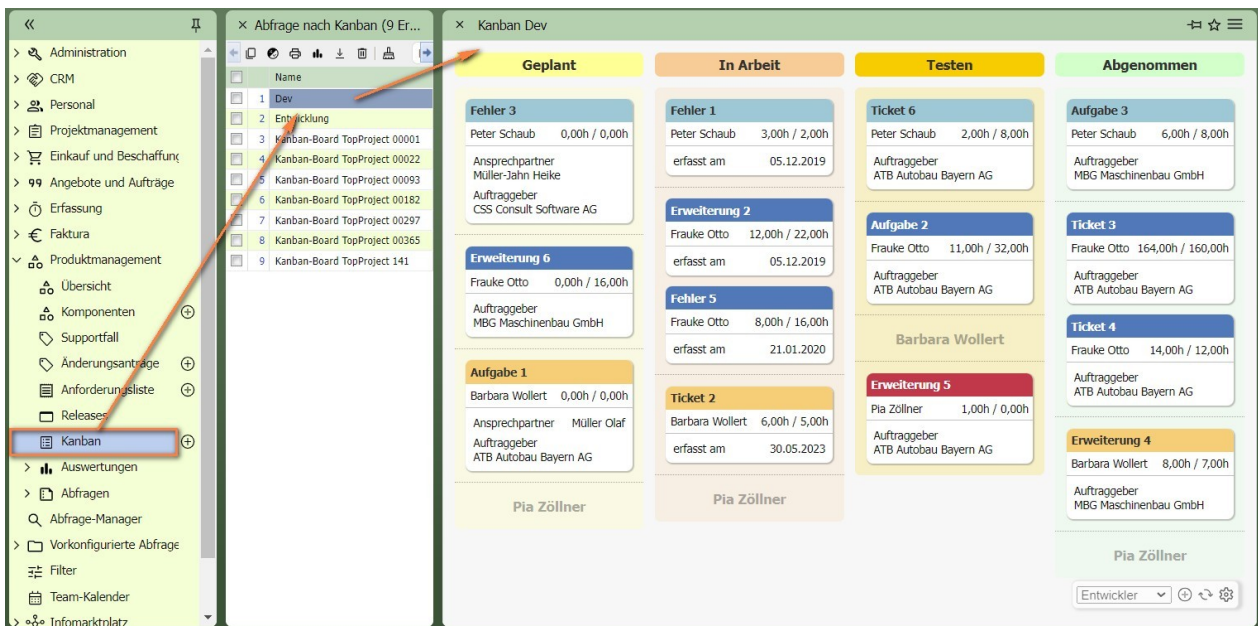 Administration
CRM
Personal
Projektmanagement
Einkauf und Beschaffung
Angebote und Aufträge
Erfassung
Faktura
Produktmanagement
Übersicht
Komponenten
Supportfall
Änderungsanträge
Anforderungsliste
Releases
Kanban
Auswertungen
Abfragen
Abfrage-Manager
Vorkonfigurierte Abfrage
Filter
Team-Kalender
Infomarktplatz
× Abfrage nach Kanban (9 Er...
Name
1 Dev
2 Entwicklung
3 Kanban-Board TopProject 00001
4 Kanban-Board TopProject 00022
5 Kanban-Board TopProject 00093
6 Kanban-Board TopProject 00182
7 Kanban-Board TopProject 00297
8 Kanban-Board TopProject 00365
9 Kanban-Board TopProject 141
× Kanban Dev
Geplant
Fehler 3
Peter Schaub 0,00h / 0,00h
Ansprechpartner
Müller-Jahn Heike
Auftraggeber
CSS Consult Software AG
Erweiterung 6
Frauke Otto 0,00h / 16,00h
Auftraggeber
MBG Maschinenbau GmbH
Aufgabe 1
Barbara Wollert 0,00h / 0,00h
Ansprechpartner Müller Olaf
Auftraggeber
ATB Autobau Bayern AG
Pia Zöllner
In Arbeit
Fehler 1
Peter Schaub 3,00h / 2,00h
erfasst am 05.12.2019
Erweiterung 2
Frauke Otto 12,00h / 22,00h
erfasst am 05.12.2019
Fehler 5
Frauke Otto 8,00h / 16,00h
erfasst am 21.01.2020
Ticket 2
Barbara Wollert 6,00h / 5,00h
erfasst am 30.05.2023
Pia Zöllner
Testen
Ticket 6
Peter Schaub 2,00h / 8,00h
Auftraggeber
ATB Autobau Bayern AG
Aufgabe 2
Frauke Otto 11,00h / 32,00h
Auftraggeber
ATB Autobau Bayern AG
Barbara Wollert
Erweiterung 5
Pia Zöllner 1,00h / 0,00h
Auftraggeber
ATB Autobau Bayern AG
Abgenommen
Aufgabe 3
Peter Schaub 6,00h / 8,00h
Auftraggeber
MBG Maschinenbau GmbH
Ticket 3
Frauke Otto 164,00h / 160,00h
Auftraggeber
ATB Autobau Bayern AG
Ticket 4
Frauke Otto 14,00h / 12,00h
Auftraggeber
ATB Autobau Bayern AG
Erweiterung 4
Barbara Wollert 8,00h / 7,00h
Auftraggeber
MBG Maschinenbau GmbH
Pia Zöllner
Entwickler